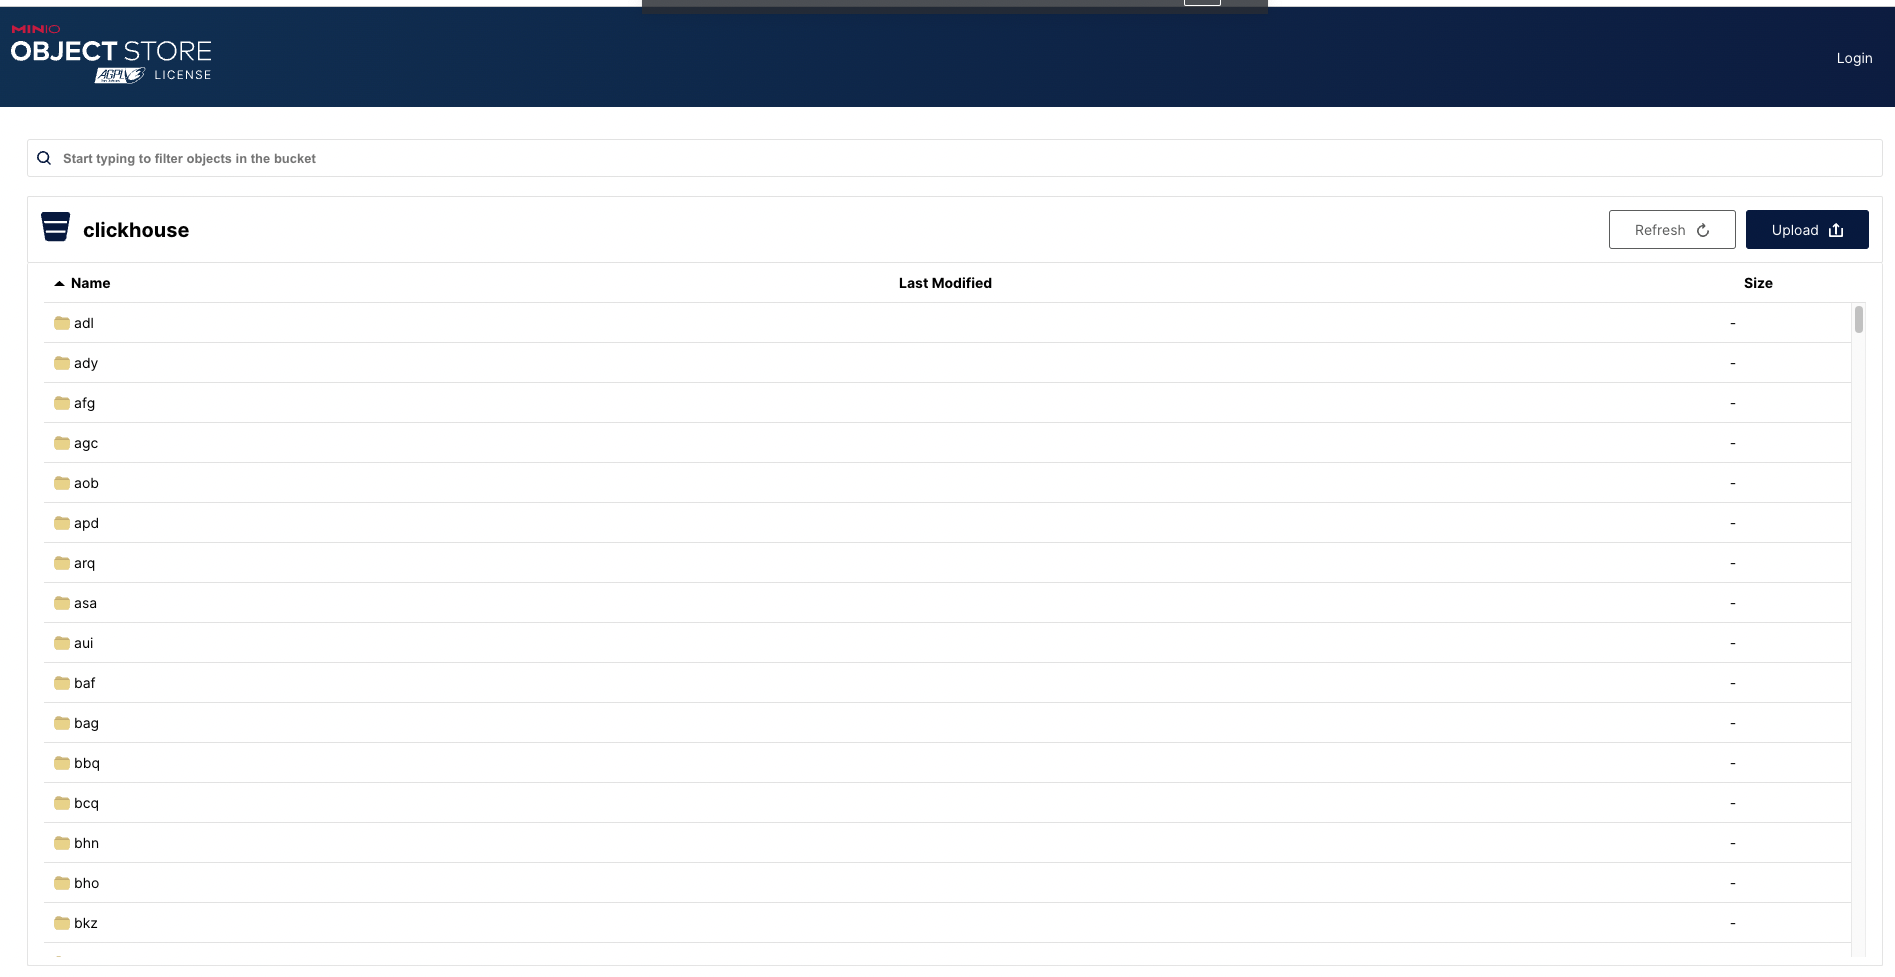 MINIO
OBJECT STORE
AGPL LICENSE
Login
Start typing to filter objects in the bucket
clickhouse
Refresh
Upload
Name Last Modified Size
adl -
ady -
afg -
agc -
aob -
apd -
arq -
asa -
aui -
baf -
bag -
bbq -
bcq -
bhn -
bho -
bkz -